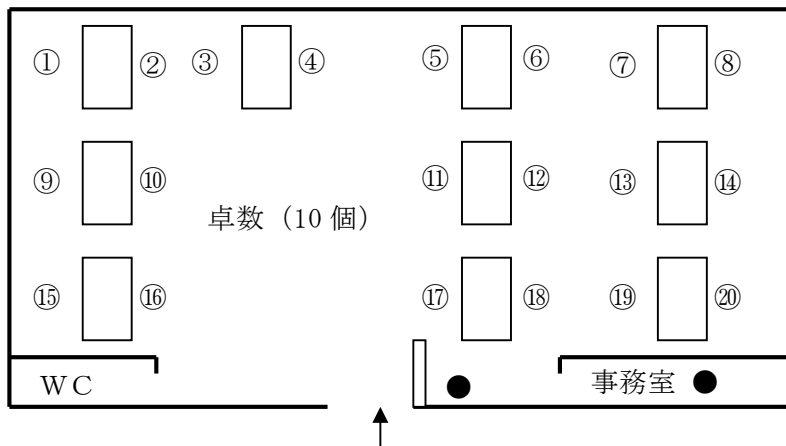 ① ② ③ ④ ⑤ ⑥ ⑦ ⑧
⑨ ⑩ ⑪ ⑫ ⑬ ⑭
卓数（10 個）
⑮ ⑯ ⑰ ⑱ ⑲ ⑳
ＷＣ 事務室